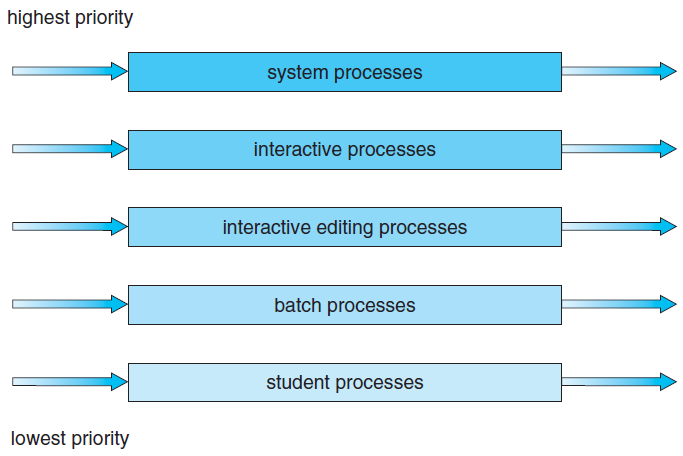 highest priority
system processes
interactive processes
interactive editing processes
batch processes
student processes
lowest priority